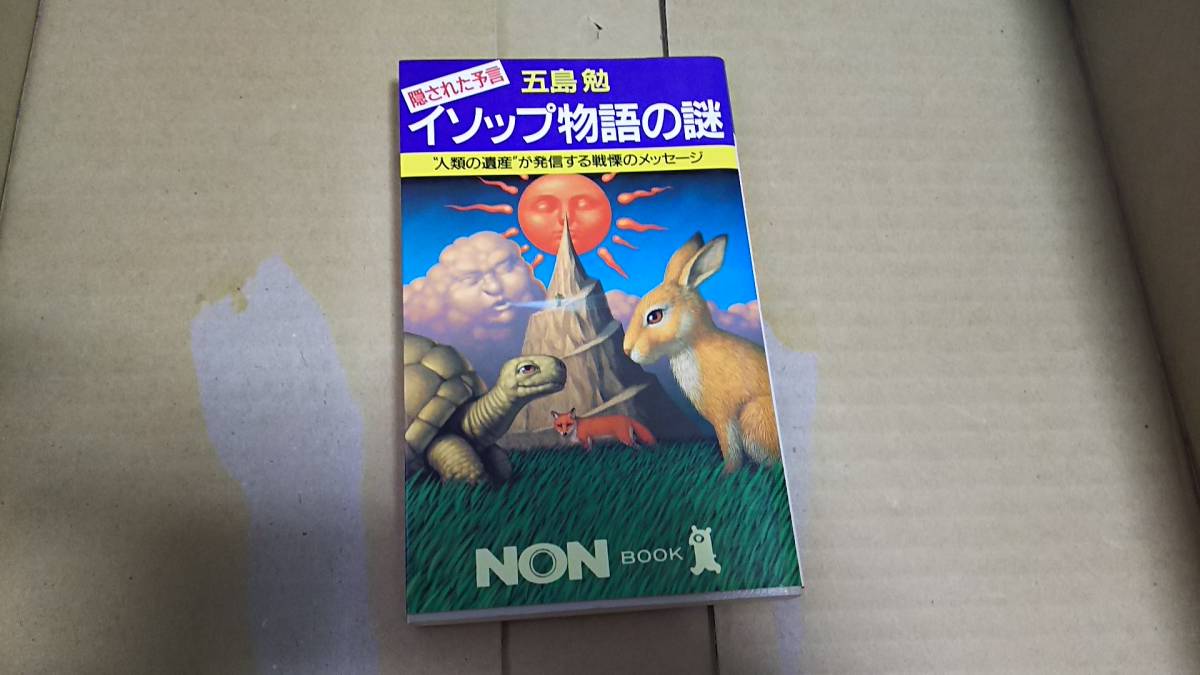 隠された予言
五島 勉
イソップ物語の謎
“人類の遺産”が発信する戦慄のメッセージ
NON BOOK